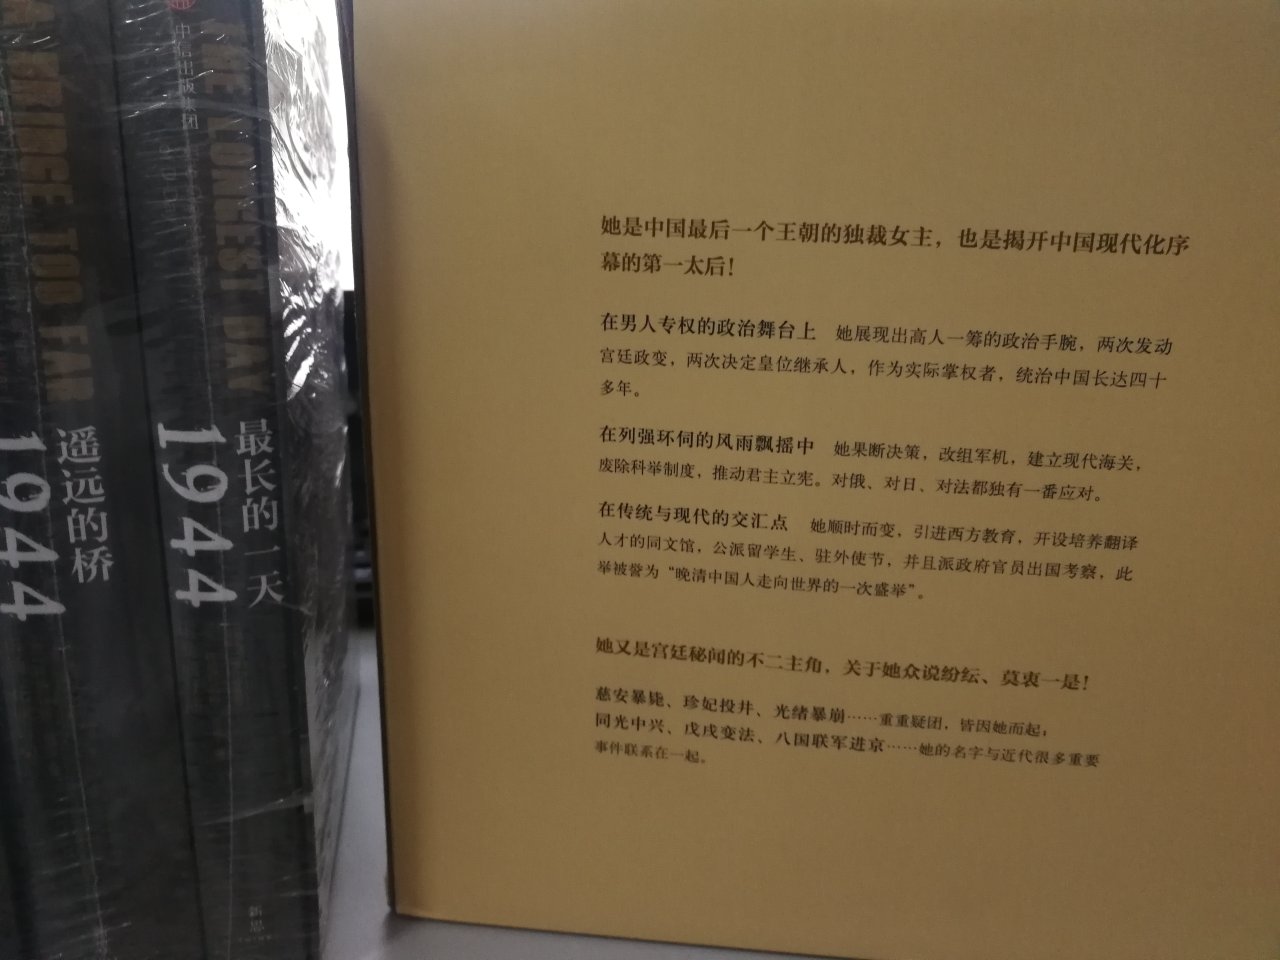 A BRIDGE TOO FAR
遥远的桥
1944
中信出版集团
THE LONGEST DAY
最长的一天
1944
新思
她是中国最后一个王朝的独裁女主，也是揭开中国现代化序
幕的第一太后！
在男人专权的政治舞台上 她展现出高人一筹的政治手腕，两次发动
宫廷政变，两次决定皇位继承人，作为实际掌权者，统治中国长达四十
多年。
在列强环伺的风雨飘摇中 她果断决策，改组军机，建立现代海关，
废除科举制度，推动君主立宪。对俄、对日、对法都独有一番应对。
在传统与现代的交汇点 她顺时而变，引进西方教育，开设培养翻译
人才的同文馆，公派留学生、驻外使节，并且派政府官员出国考察，此
举被誉为“晚清中国人走向世界的一次盛举”。
她又是宫廷秘闻的不二主角，关于她众说纷纭、莫衷一是！
慈安暴毙、珍妃投井、光绪暴崩……重重疑团，皆因她而起；
同光中兴、戊戌变法、八国联军进京……她的名字与近代很多重要
事件联系在一起。